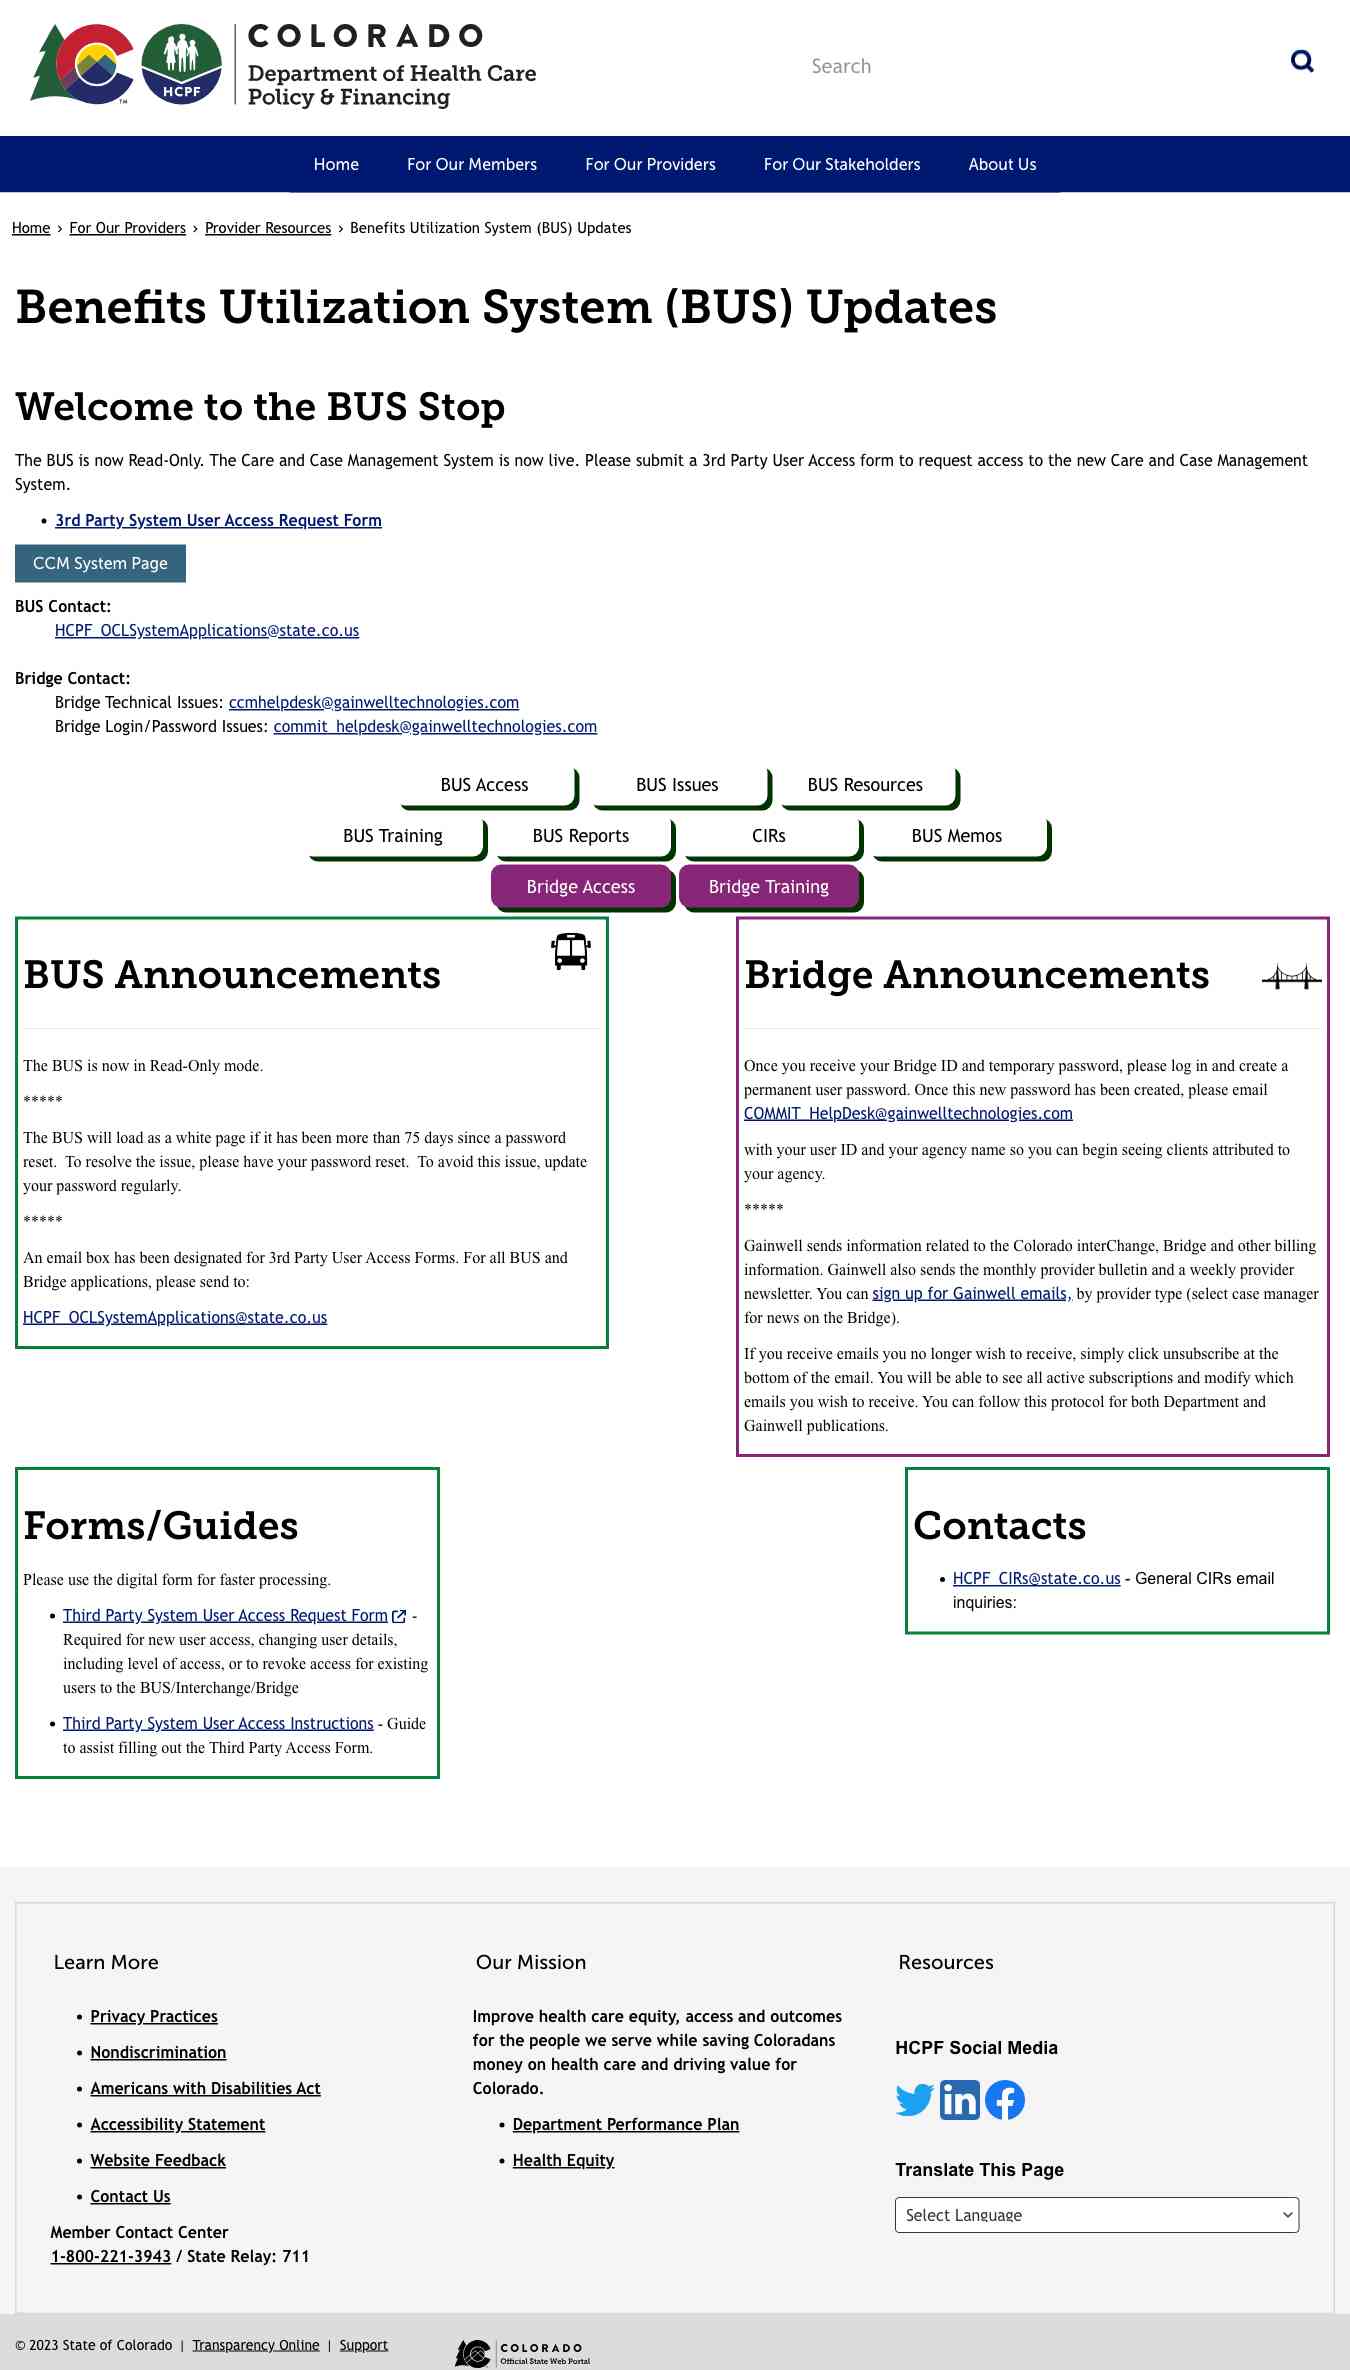 COLORADO
Department of Health Care
Policy & Financing
HCPF
TM
Search
Home
For Our Members
For Our Providers
For Our Stakeholders
About Us
Home › For Our Providers › Provider Resources › Benefits Utilization System (BUS) Updates
Benefits Utilization System (BUS) Updates
Welcome to the BUS Stop
The BUS is now Read-Only. The Care and Case Management System is now live. Please submit a 3rd Party User Access form to request access to the new Care and Case Management
System.
• 3rd Party System User Access Request Form
CCM System Page
BUS Contact:
HCPF_OCLSystemApplications@state.co.us
Bridge Contact:
Bridge Technical Issues: ccmhelpdesk@gainwelltechnologies.com
Bridge Login/Password Issues: commit_helpdesk@gainwelltechnologies.com
BUS Access
BUS Issues
BUS Resources
BUS Training
BUS Reports
CIRs
BUS Memos
Bridge Access
Bridge Training
BUS Announcements
The BUS is now in Read-Only mode.
*****
The BUS will load as a white page if it has been more than 75 days since a password
reset.  To resolve the issue, please have your password reset.  To avoid this issue, update
your password regularly.
*****
An email box has been designated for 3rd Party User Access Forms. For all BUS and
Bridge applications, please send to:
HCPF_OCLSystemApplications@state.co.us
Bridge Announcements
Once you receive your Bridge ID and temporary password, please log in and create a
permanent user password. Once this new password has been created, please email
COMMIT_HelpDesk@gainwelltechnologies.com
with your user ID and your agency name so you can begin seeing clients attributed to
your agency.
*****
Gainwell sends information related to the Colorado interChange, Bridge and other billing
information. Gainwell also sends the monthly provider bulletin and a weekly provider
newsletter. You can sign up for Gainwell emails, by provider type (select case manager
for news on the Bridge).
If you receive emails you no longer wish to receive, simply click unsubscribe at the
bottom of the email. You will be able to see all active subscriptions and modify which
emails you wish to receive. You can follow this protocol for both Department and
Gainwell publications.
Forms/Guides
Please use the digital form for faster processing.
• Third Party System User Access Request Form -
Required for new user access, changing user details,
including level of access, or to revoke access for existing
users to the BUS/Interchange/Bridge
• Third Party System User Access Instructions - Guide
to assist filling out the Third Party Access Form.
Contacts
• HCPF_CIRs@state.co.us - General CIRs email
inquiries:
Learn More
• Privacy Practices
• Nondiscrimination
• Americans with Disabilities Act
• Accessibility Statement
• Website Feedback
• Contact Us
Member Contact Center
1-800-221-3943 / State Relay: 711
Our Mission
Improve health care equity, access and outcomes
for the people we serve while saving Coloradans
money on health care and driving value for
Colorado.
• Department Performance Plan
• Health Equity
Resources
HCPF Social Media
Translate This Page
Select Language
© 2023 State of Colorado | Transparency Online | Support
COLORADO
Official State Web Portal